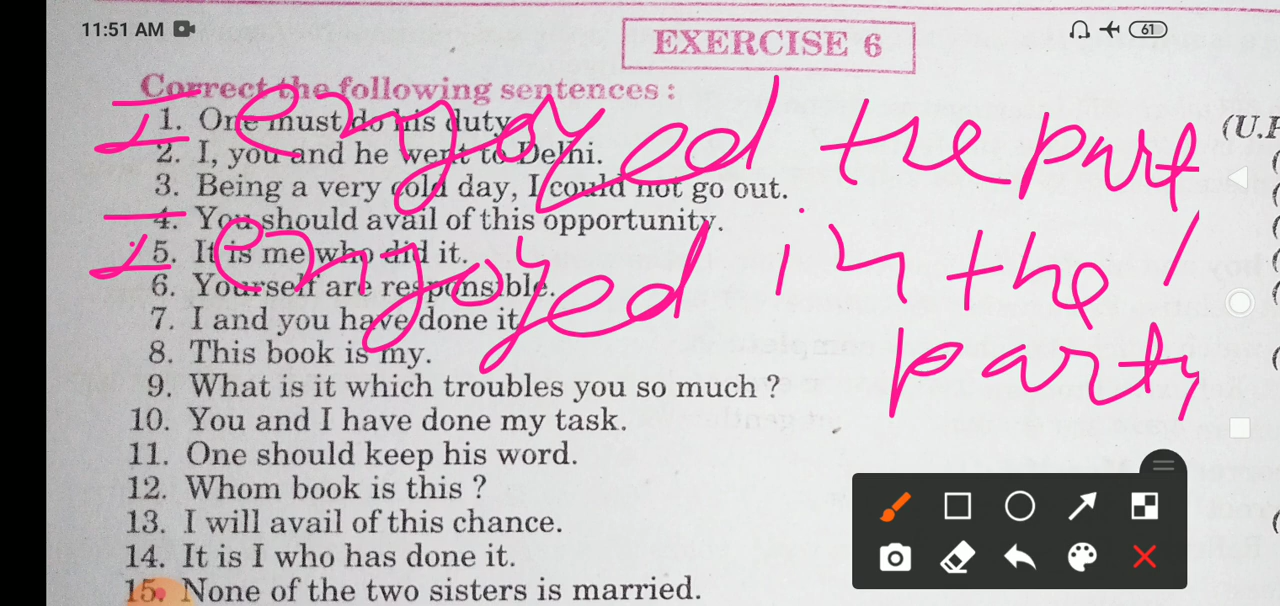 11:51 AM
61
EXERCISE 6
Correct the following sentences :
1. One must do his duty.
(U.P
2. I, you and he went to Delhi.
3. Being a very cold day, I could not go out.
4. You should avail of this opportunity.
5. It is me who did it.
6. Yourself are responsible.
7. I and you have done it.
8. This book is my.
9. What is it which troubles you so much ?
10. You and I have done my task.
11. One should keep his word.
12. Whom book is this ?
13. I will avail of this chance.
14. It is I who has done it.
15. None of the two sisters is married.
I enjoyed the part
I enjoyed in the
party